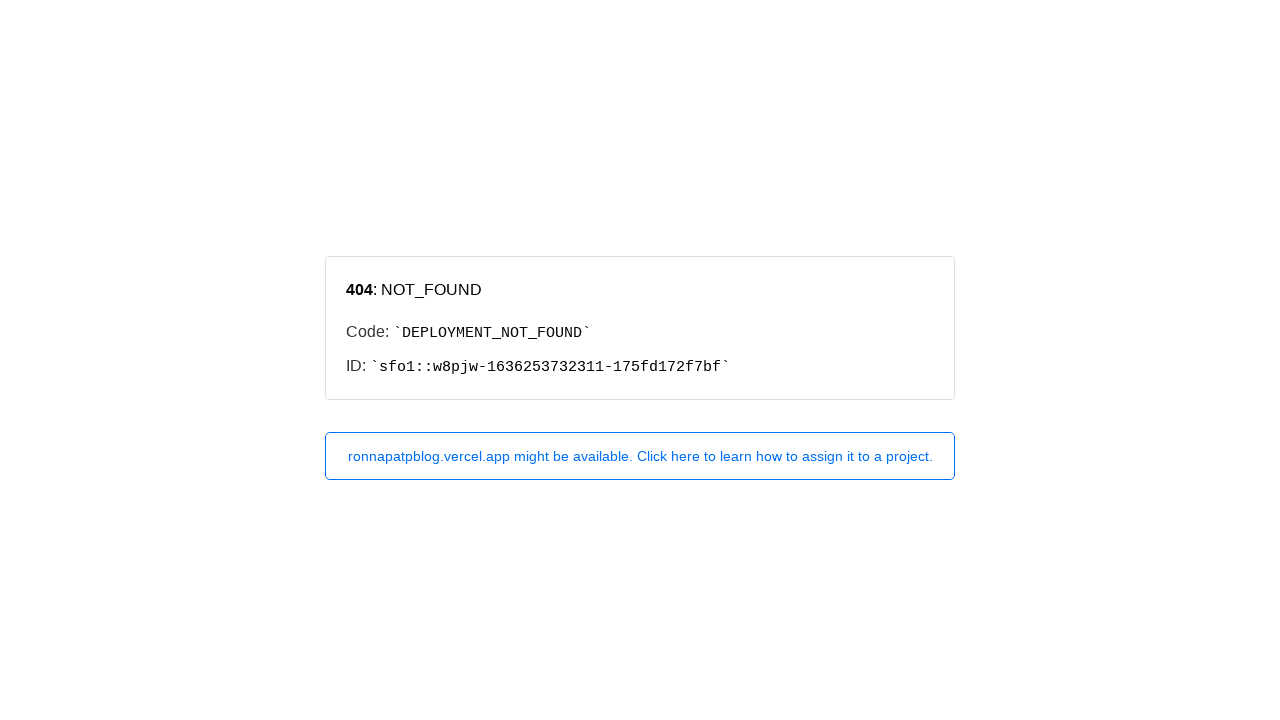 404: NOT_FOUND
Code: `DEPLOYMENT_NOT_FOUND`
ID: `sfo1::w8pjw-1636253732311-175fd172f7bf`
ronnapatpblog.vercel.app might be available. Click here to learn how to assign it to a project.